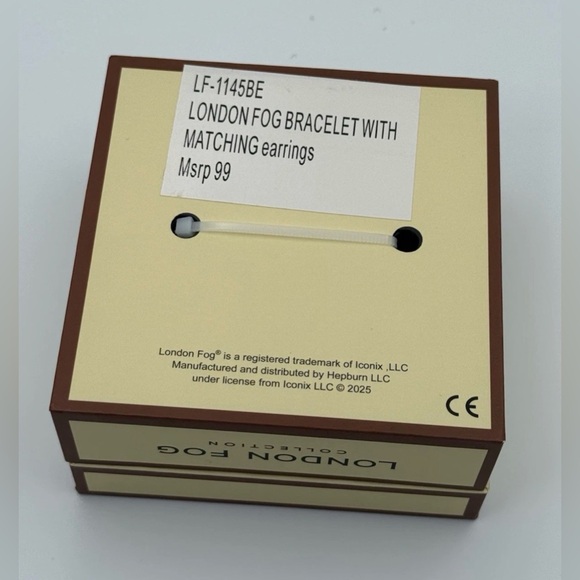 LF-1145BE
LONDON FOG BRACELET WITH
MATCHING earrings
Msrp 99
London Fog® is a registered trademark of Iconix ,LLC
Manufactured and distributed by Hepburn LLC
under license from Iconix LLC © 2025
CE
LONDON FOG
COLLECTION